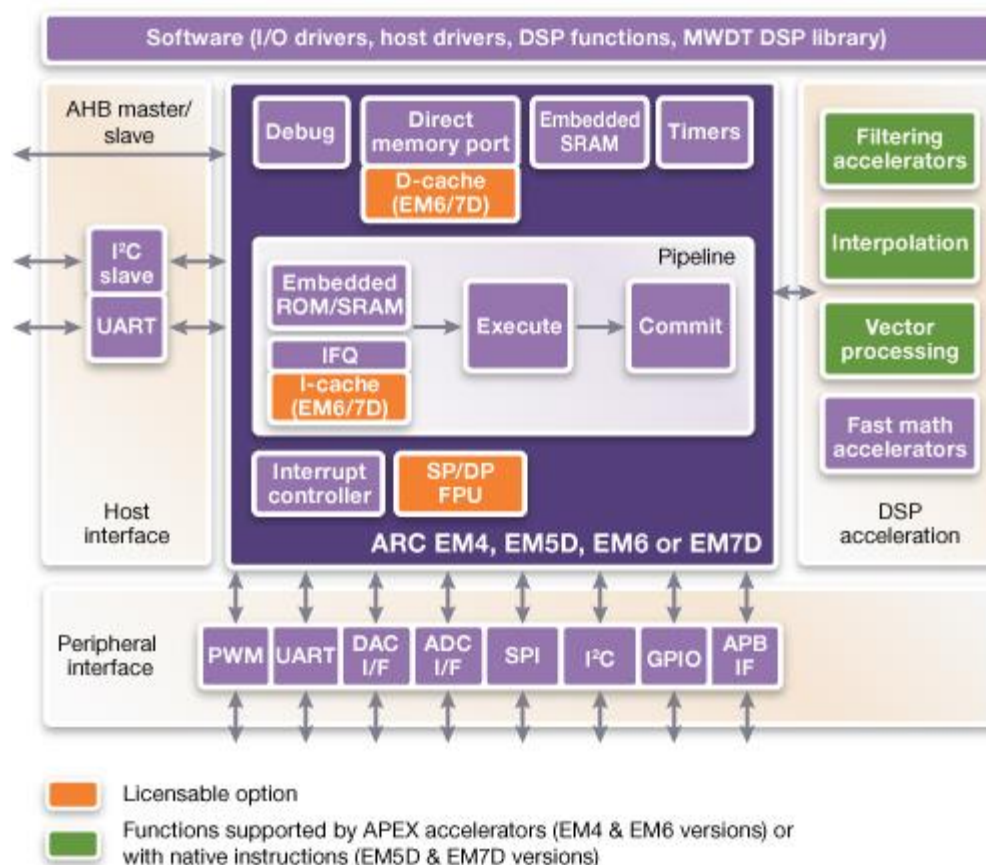 Software (I/O drivers, host drivers, DSP functions, MWDT DSP library)
AHB master/
slave
I²C
slave
UART
Host
interface
Debug
Direct
memory port
D-cache
(EM6/7D)
Embedded
SRAM
Timers
Pipeline
Embedded
ROM/SRAM
IFQ
I-cache
(EM6/7D)
Execute
Commit
Interrupt
controller
SP/DP
FPU
ARC EM4, EM5D, EM6 or EM7D
Filtering
accelerators
Interpolation
Vector
processing
Fast math
accelerators
DSP
acceleration
Peripheral
interface
PWM
UART
DAC
I/F
ADC
I/F
SPI
I²C
GPIO
APB
IF
Licensable option
Functions supported by APEX accelerators (EM4 & EM6 versions) or
with native instructions (EM5D & EM7D versions)